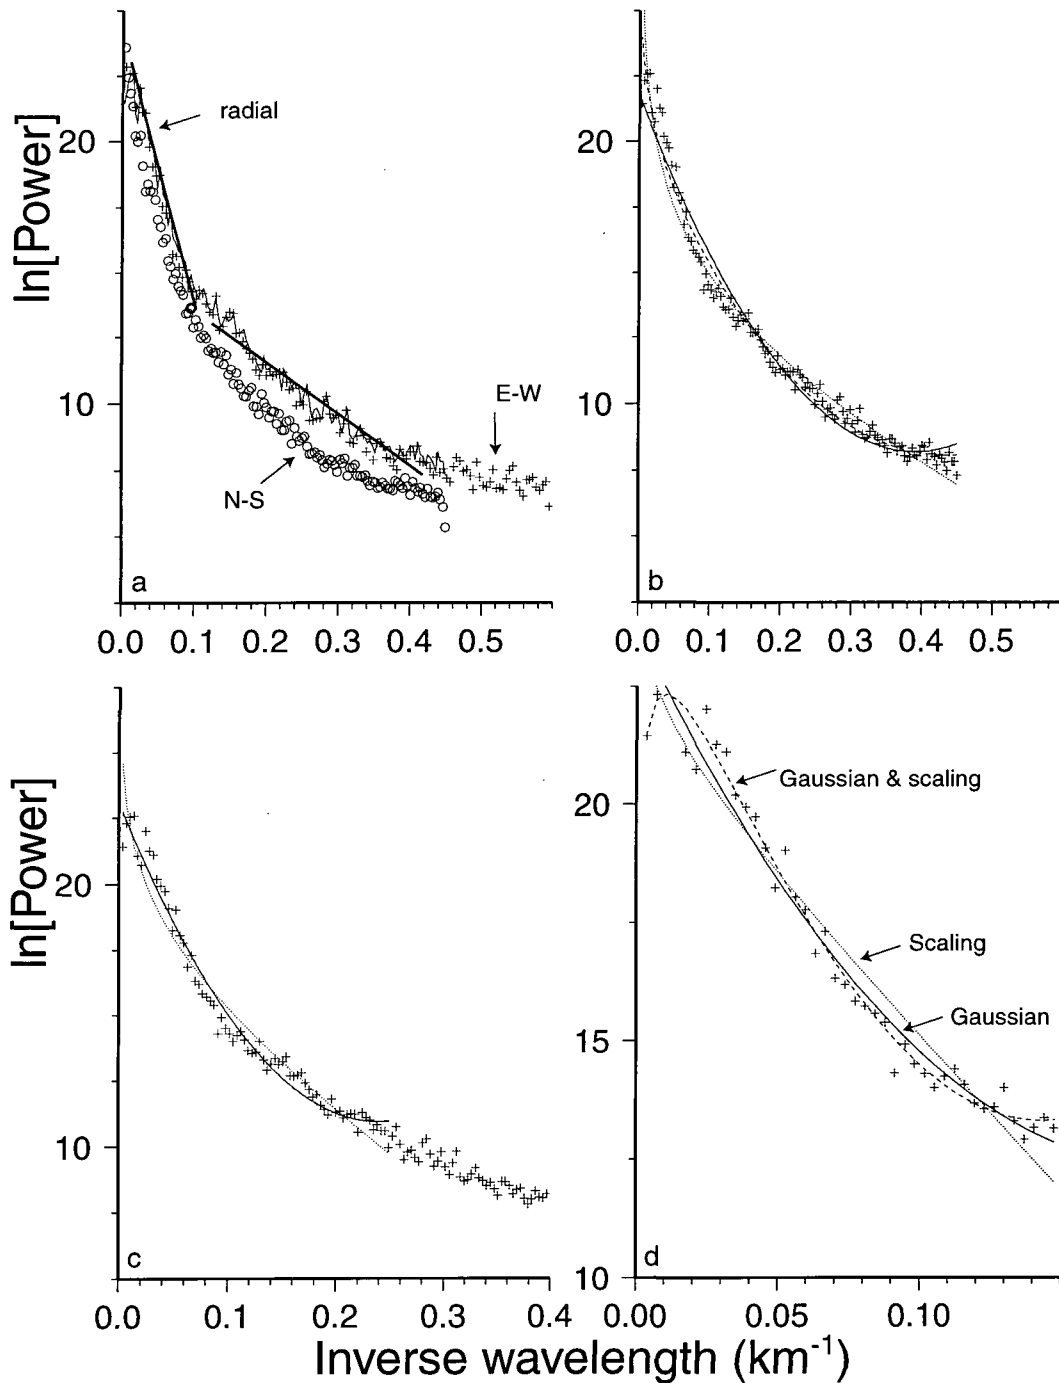 ln[Power]
20
10
radial
N-S
E-W
a
0.0 0.1 0.2 0.3 0.4 0.5
20
10
b
0.0 0.1 0.2 0.3 0.4 0.5
ln[Power]
20
10
c
0.0 0.1 0.2 0.3 0.4
20
15
10
Gaussian & scaling
Scaling
Gaussian
d
0.00 0.05 0.10
Inverse wavelength (km⁻¹)